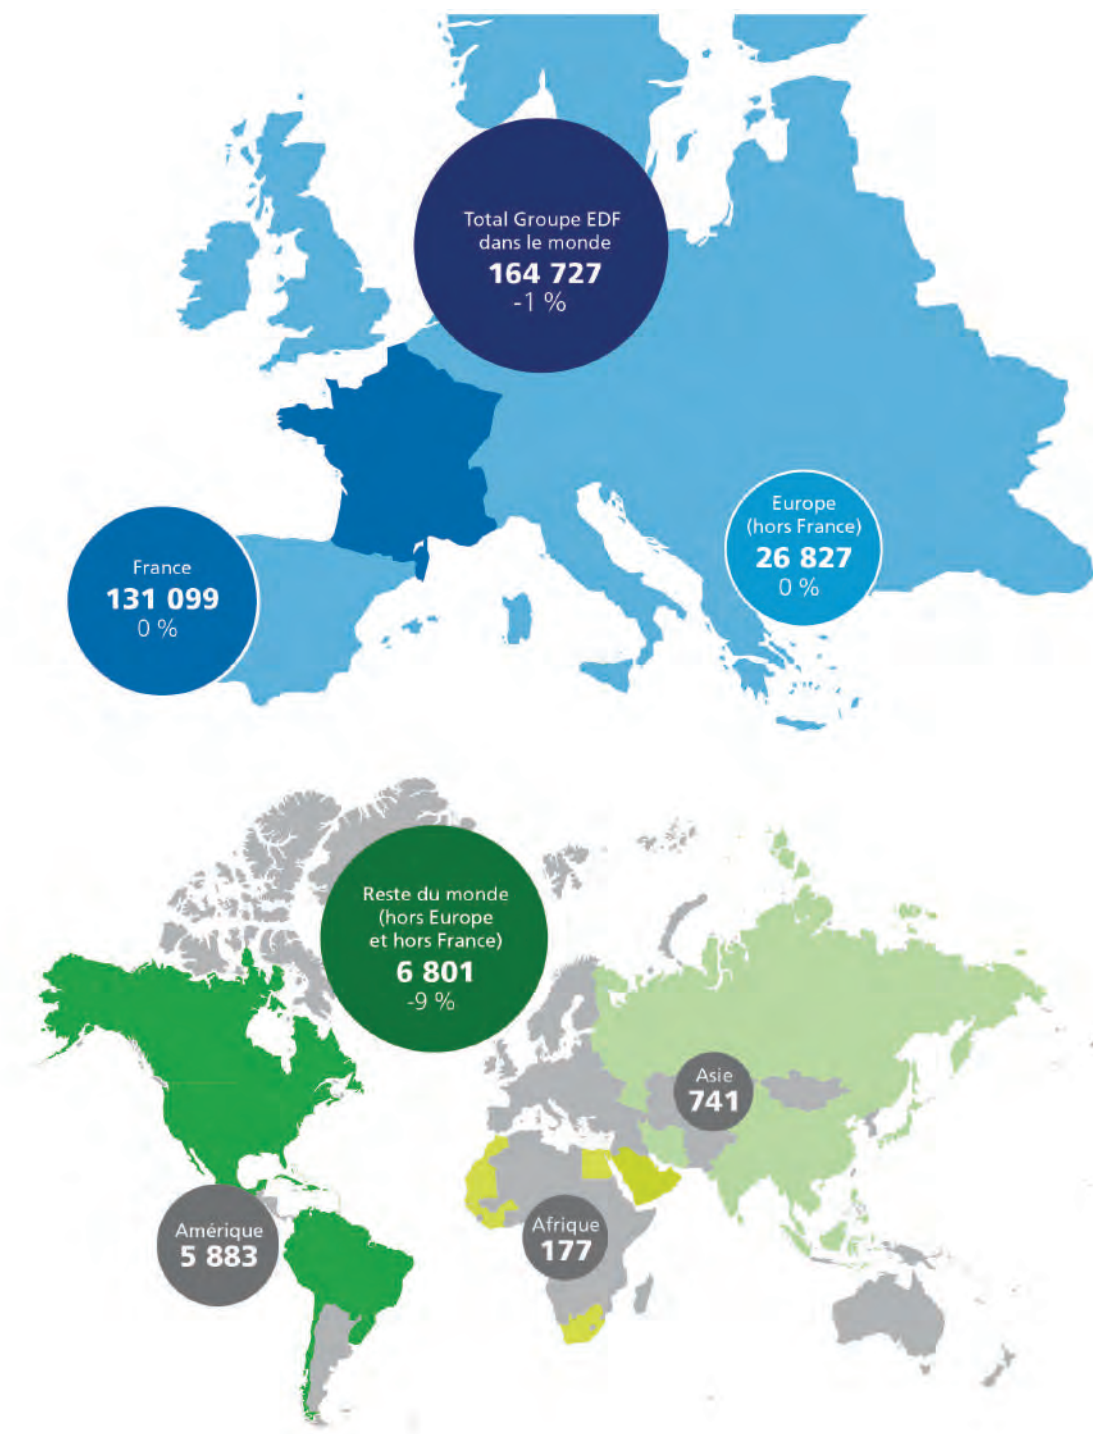 Total Groupe EDF
dans le monde
164 727
-1 %
France
131 099
0 %
Europe
(hors France)
26 827
0 %
Reste du monde
(hors Europe
et hors France)
6 801
-9 %
Asie
741
Amérique
5 883
Afrique
177